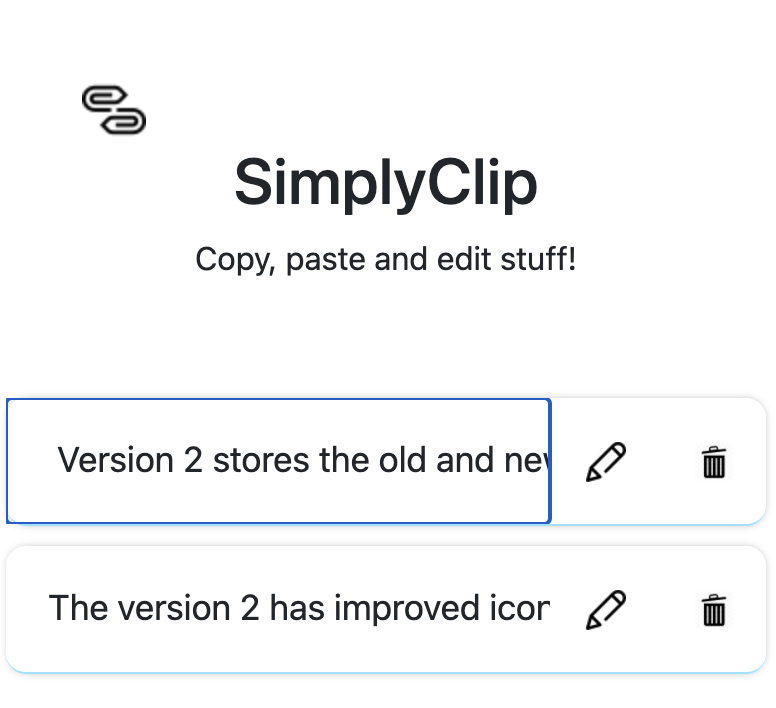 SimplyClip
Copy, paste and edit stuff!
Version 2 stores the old and
The version 2 has improved